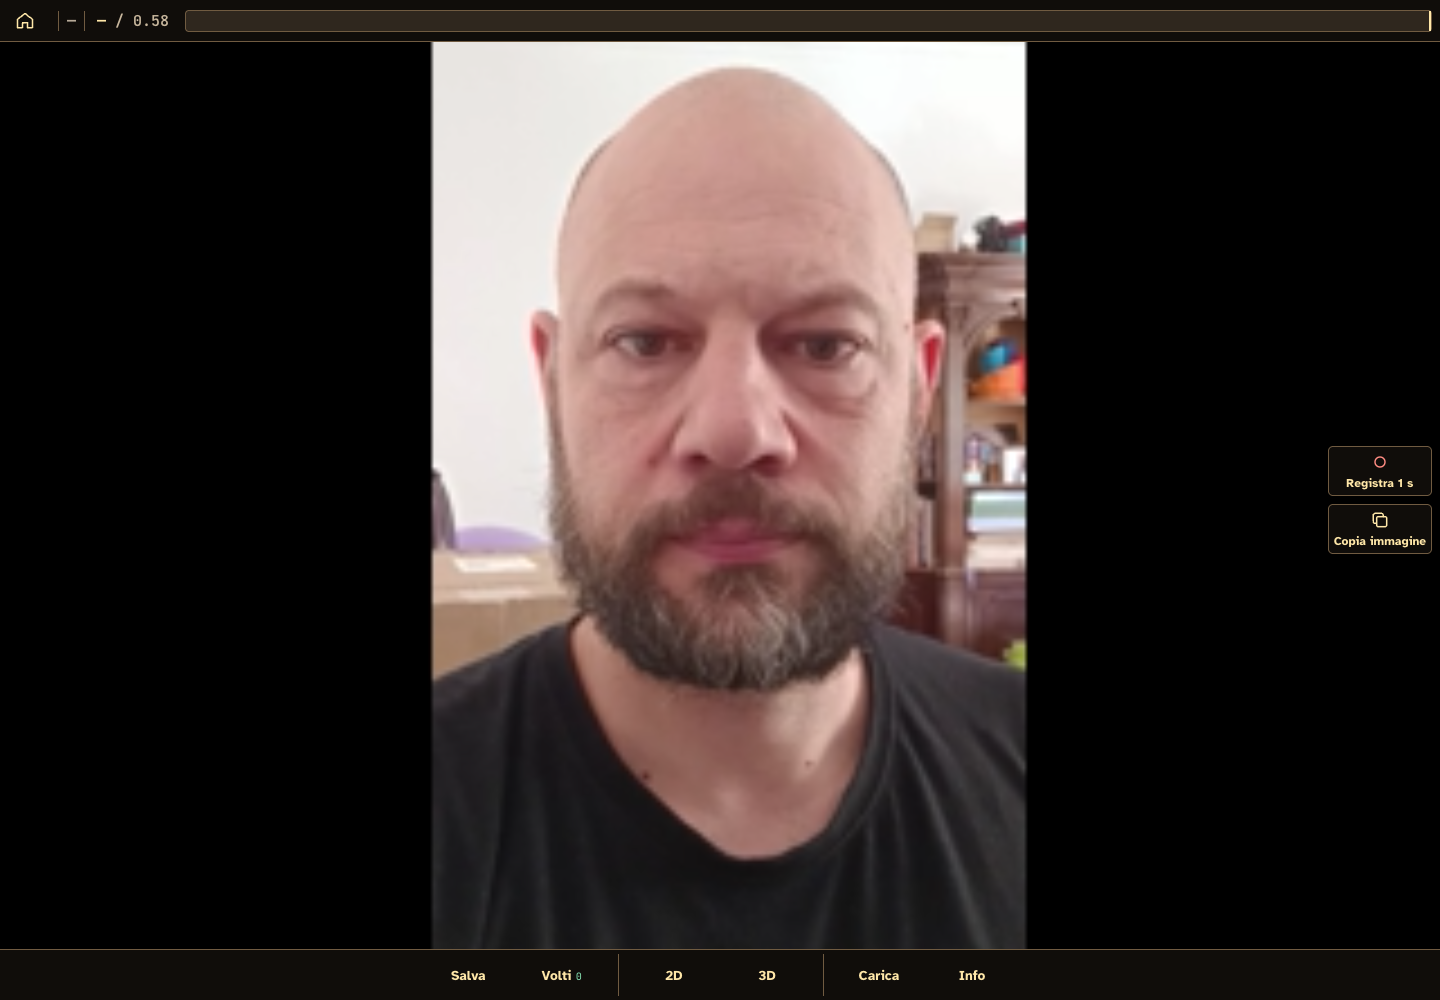 — — / 0.58
Registra 1 s
Copia immagine
Salva Volti 0 2D 3D Carica Info